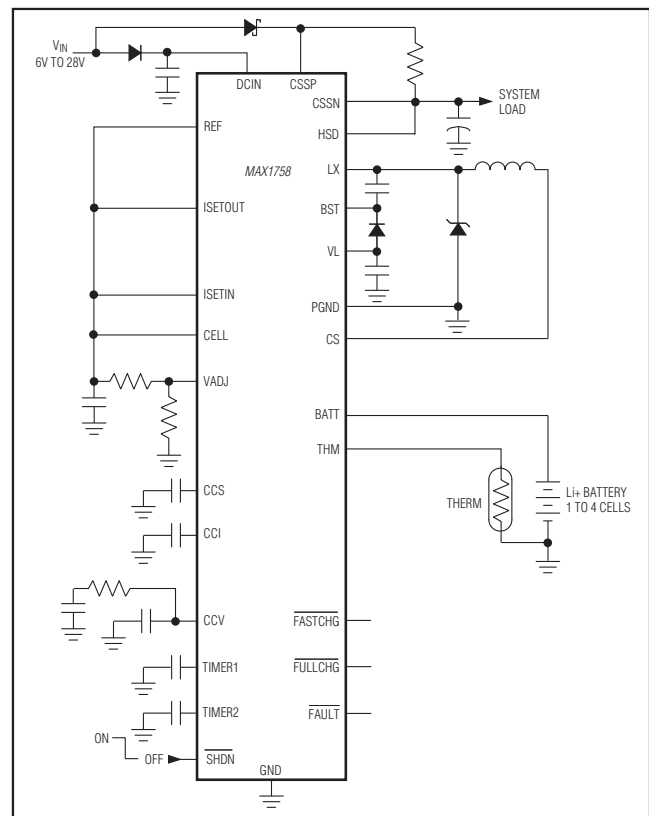 VIN
6V TO 28V
DCIN
CSSP
CSSN
SYSTEM
LOAD
HSD
REF
MAX1758
LX
ISETOUT
BST
VL
ISETIN
PGND
CELL
CS
VADJ
BATT
THM
THERM
Li+ BATTERY
1 TO 4 CELLS
CCS
CCI
CCV
FASTCHG
TIMER1
FULLCHG
TIMER2
FAULT
ON
OFF
SHDN
GND